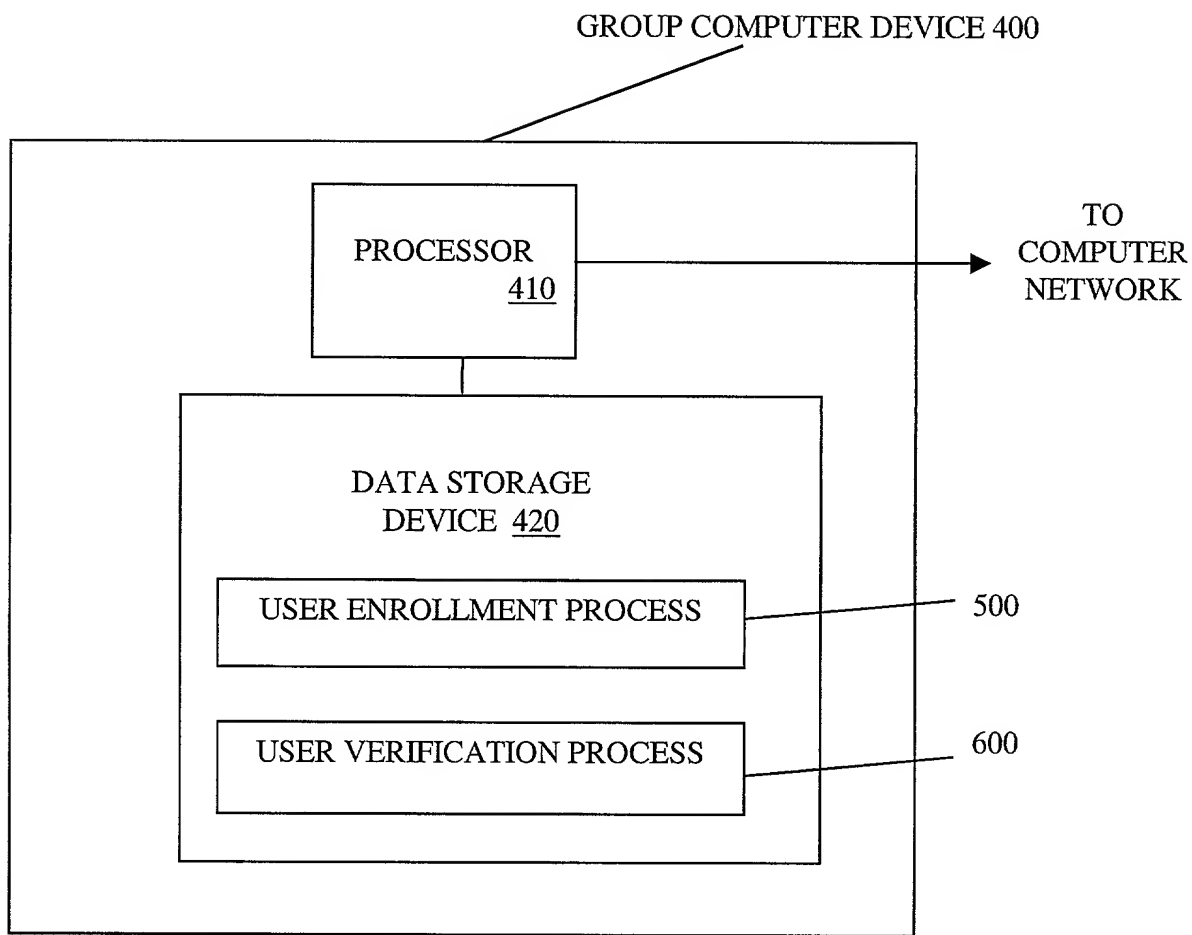 GROUP COMPUTER DEVICE 400
PROCESSOR
410
TO
COMPUTER
NETWORK
DATA STORAGE
DEVICE 420
USER ENROLLMENT PROCESS
500
USER VERIFICATION PROCESS
600